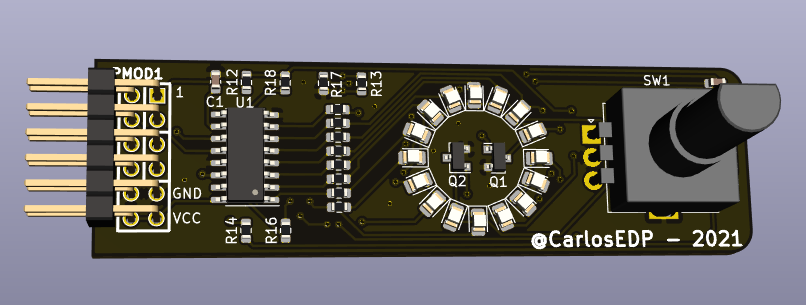 PMOD1
1
GND
VCC
C1
U1
R12
R18
R17
R13
R14
R16
Q2
Q1
SW1
@CarlosEDP - 2021